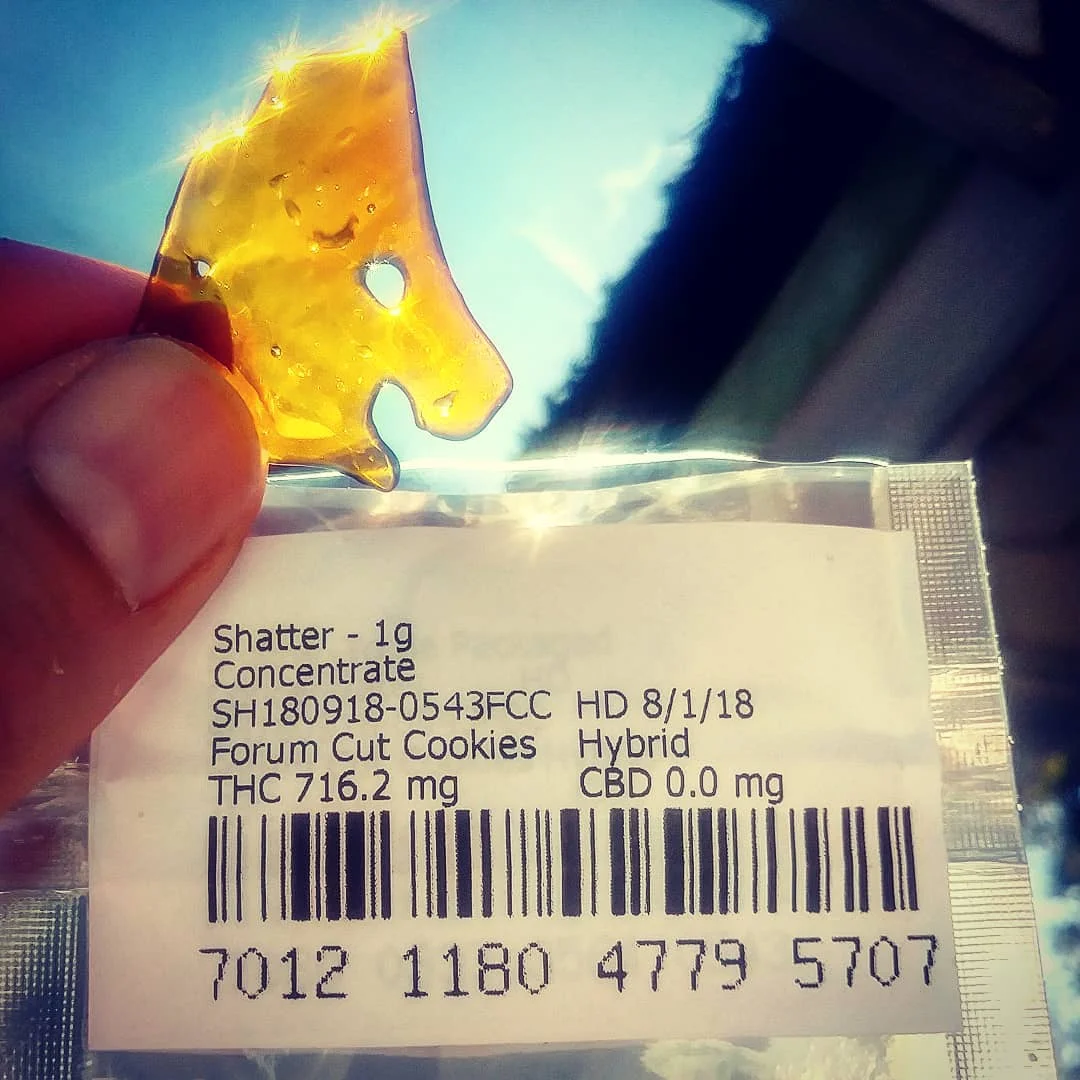 Shatter - 1g
Concentrate
SH180918-0543FCC HD 8/1/18
Forum Cut Cookies Hybrid
THC 716.2 mg CBD 0.0 mg
7012 1180 4779 5707